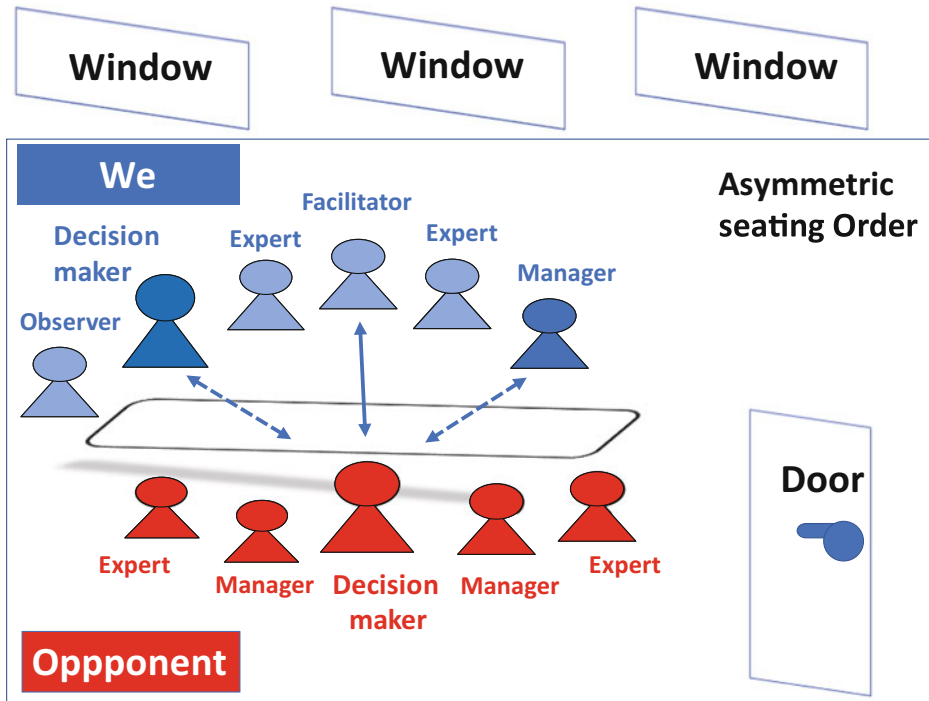 Window
Window
Window
We
Asymmetric
seating Order
Facilitator
Decision
maker
Expert
Expert
Manager
Observer
Door
Expert
Manager
Decision
maker
Manager
Expert
Oppponent